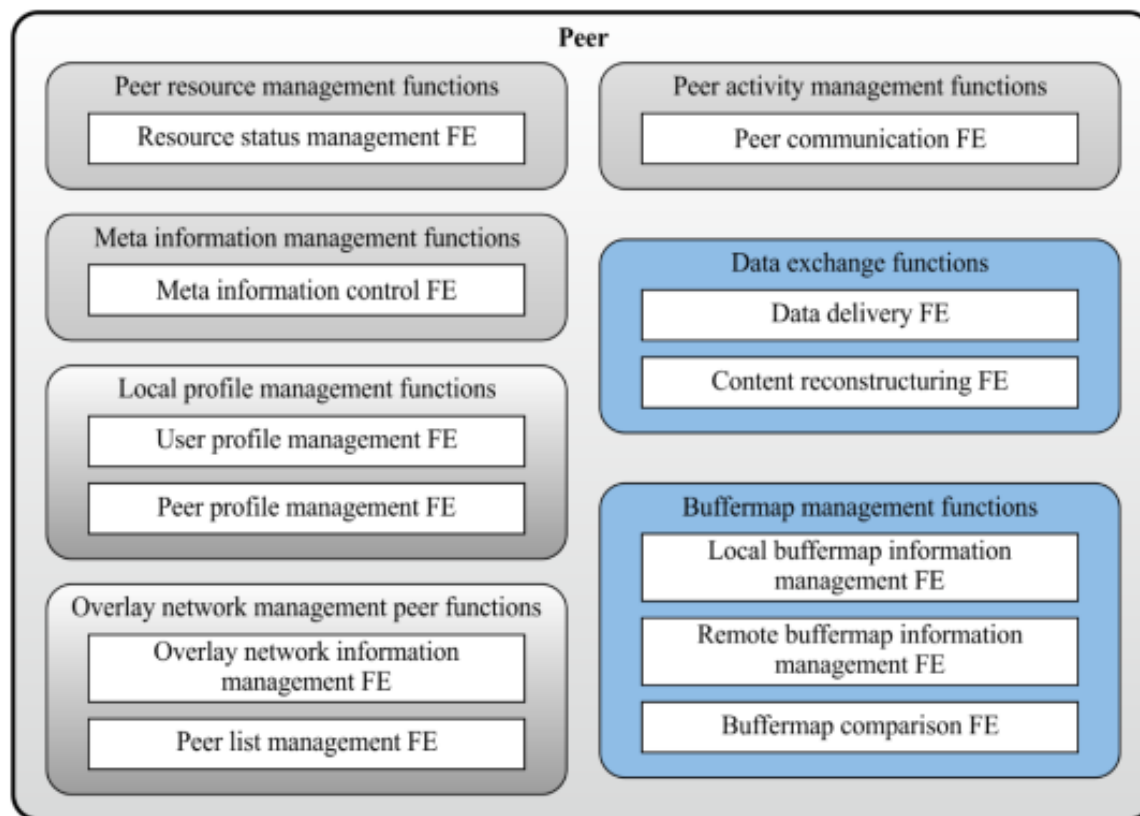 Peer
Peer resource management functions
Resource status management FE
Meta information management functions
Meta information control FE
Local profile management functions
User profile management FE
Peer profile management FE
Overlay network management peer functions
Overlay network information
management FE
Peer list management FE
Peer activity management functions
Peer communication FE
Data exchange functions
Data delivery FE
Content reconstructuring FE
Buffermap management functions
Local buffermap information
management FE
Remote buffermap information
management FE
Buffermap comparison FE